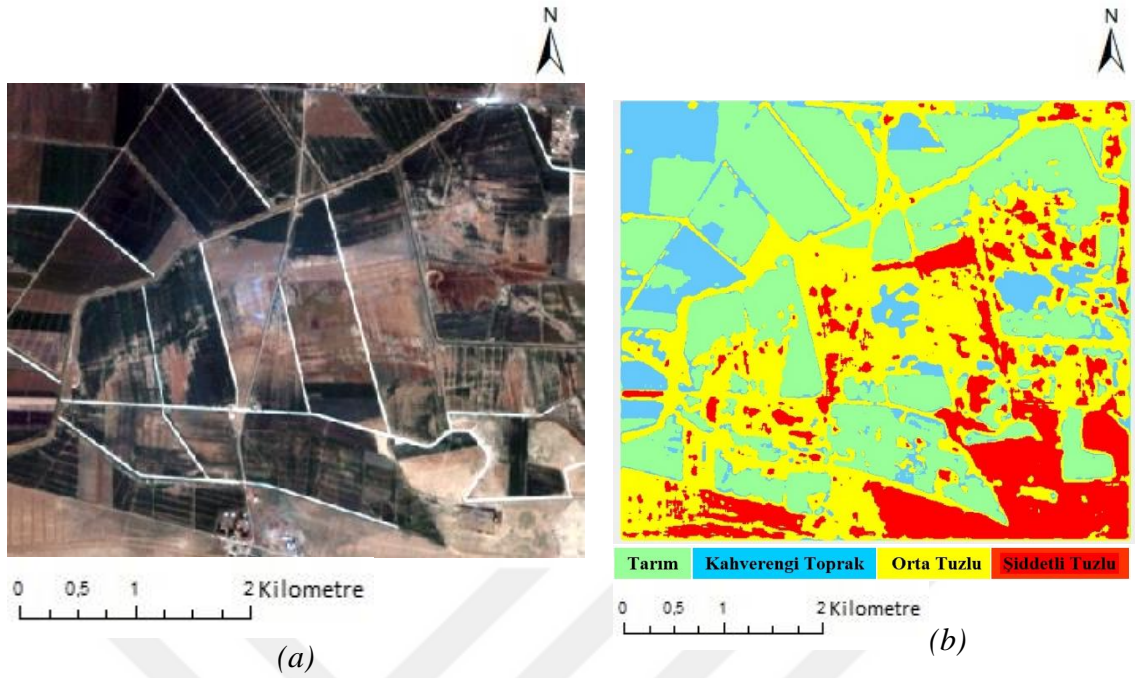 N
N
0 0,5 1 2 Kilometre
(a)
Tarım Kahverengi Toprak Orta Tuzlu Şiddetli Tuzlu
0 0,5 1 2 Kilometre
(b)